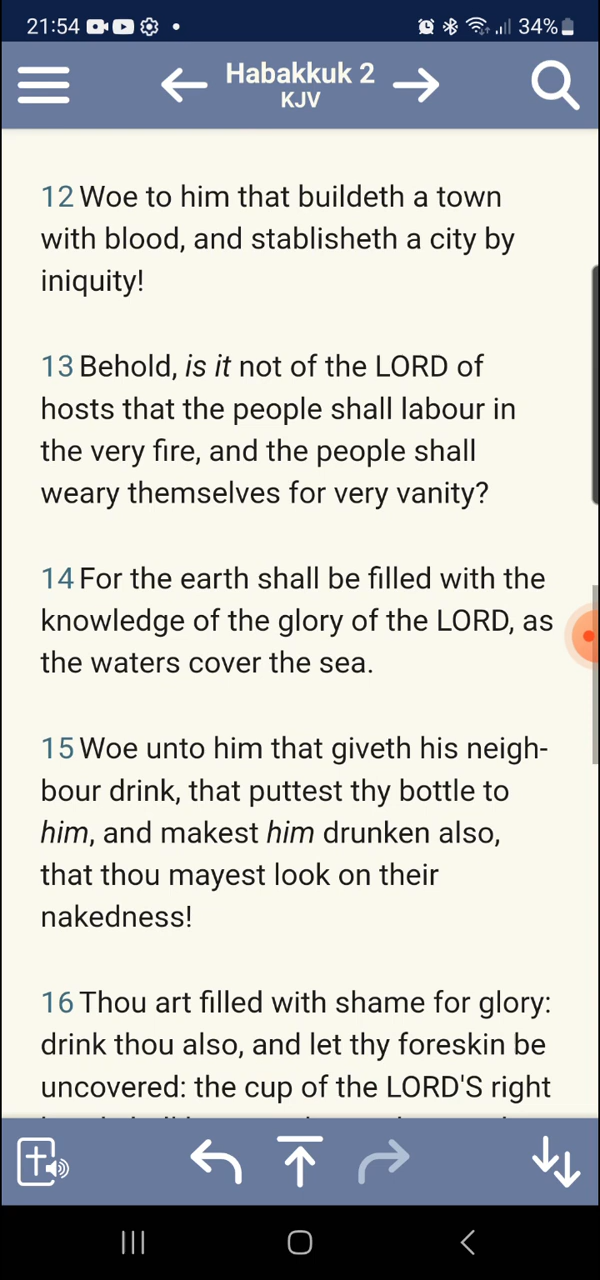 21:54 34%
Habakkuk 2
KJV
12 Woe to him that buildeth a town
with blood, and stablisheth a city by
iniquity!
13 Behold, is it not of the LORD of
hosts that the people shall labour in
the very fire, and the people shall
weary themselves for very vanity?
14 For the earth shall be filled with the
knowledge of the glory of the LORD, as
the waters cover the sea.
15 Woe unto him that giveth his neigh-
bour drink, that puttest thy bottle to
him, and makest him drunken also,
that thou mayest look on their
nakedness!
16 Thou art filled with shame for glory:
drink thou also, and let thy foreskin be
uncovered: the cup of the LORD'S right